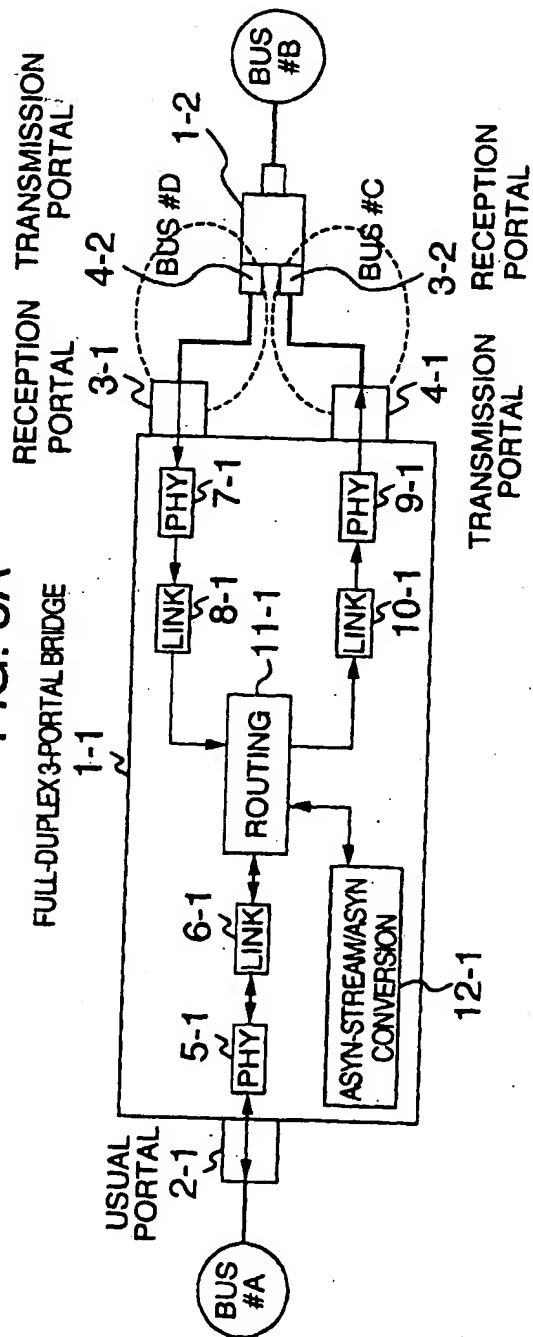 FULL-DUPLEX 3-PORTAL BRIDGE
1-1
USUAL
PORTAL
2-1
BUS
#A
5-1
PHY
6-1
LINK
ROUTING
11-1
ASYN-STREAM/ASYN
CONVERSION
12-1
LINK
8-1
PHY
7-1
LINK
10-1
PHY
9-1
RECEPTION
PORTAL
3-1
TRANSMISSION
PORTAL
4-2
BUS #D
1-2
BUS
#B
BUS #C
3-2
RECEPTION
PORTAL
4-1
TRANSMISSION
PORTAL